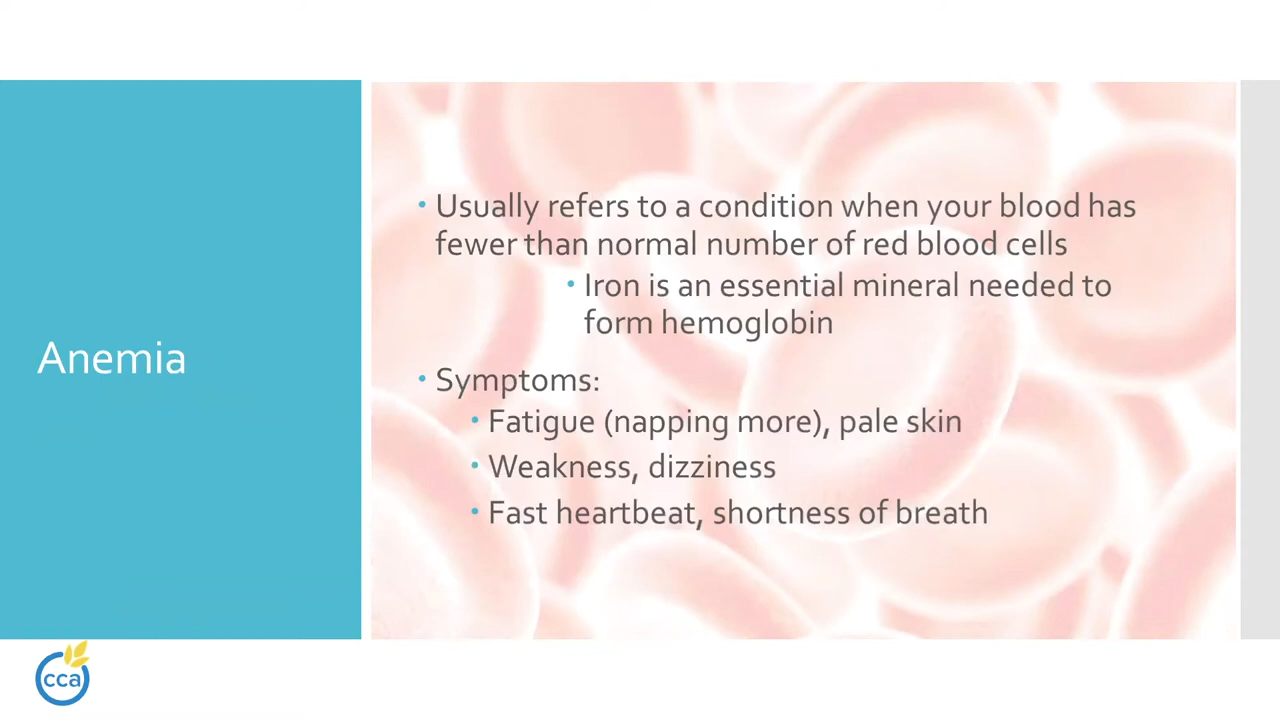 Anemia
• Usually refers to a condition when your blood has
fewer than normal number of red blood cells
• Iron is an essential mineral needed to
form hemoglobin
• Symptoms:
• Fatigue (napping more), pale skin
• Weakness, dizziness
• Fast heartbeat, shortness of breath
cca